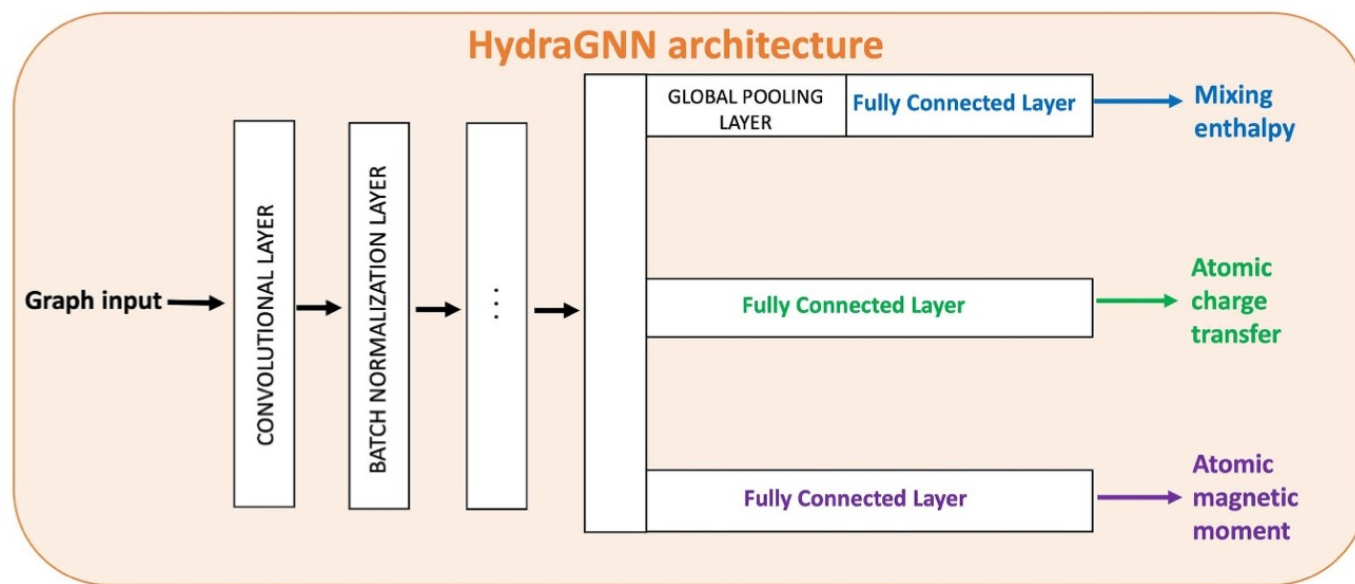 HydraGNN architecture
Graph input
CONVOLUTIONAL LAYER
BATCH NORMALIZATION LAYER
...
GLOBAL POOLING
LAYER
Fully Connected Layer
Mixing
enthalpy
Fully Connected Layer
Atomic
charge
transfer
Fully Connected Layer
Atomic
magnetic
moment